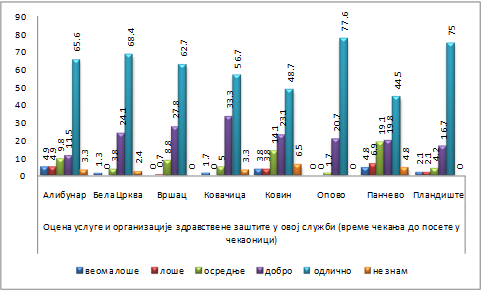 90
80
70
60
50
40
30
20
10
0
4.9 4.9 9.8 11.5 65.6 3.3
1.3 0 3.8 24.1 68.4 2.4
0 0.7 8.8 27.8 62.7 0
1.7 0 5 33.3 56.7 3.3
3.8 3.8 14.1 23.1 48.7 6.5
0 0 1.7 20.7 77.6 0
4.8 6.9 19.1 19.8 44.5 4.8
2.1 2.1 4.2 16.7 75 0
Алибунар Бела Црква Вршац Ковачица Ковин Опово Панчево Пландиште
Оцена услуге и организације здравствене заштите у овој служби (време чекања до посете у
чекаоници)
веома лоше лоше осредње добро одлично не знам